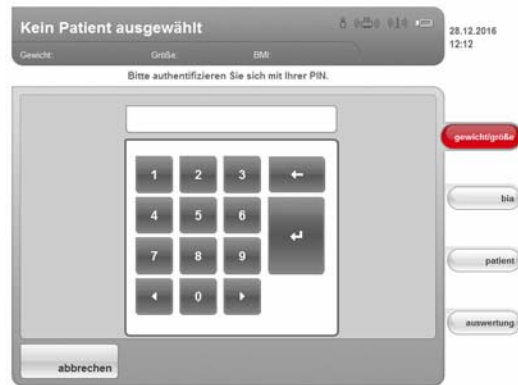 Kein Patient ausgewählt
28.12.2016
12:12
Gewicht: Größe: BMI:
Bitte authentifizieren Sie sich mit Ihrer PIN.
gewicht/größe
1 2 3
4 5 6
bia
7 8 9
patient
0
auswertung
abbrechen